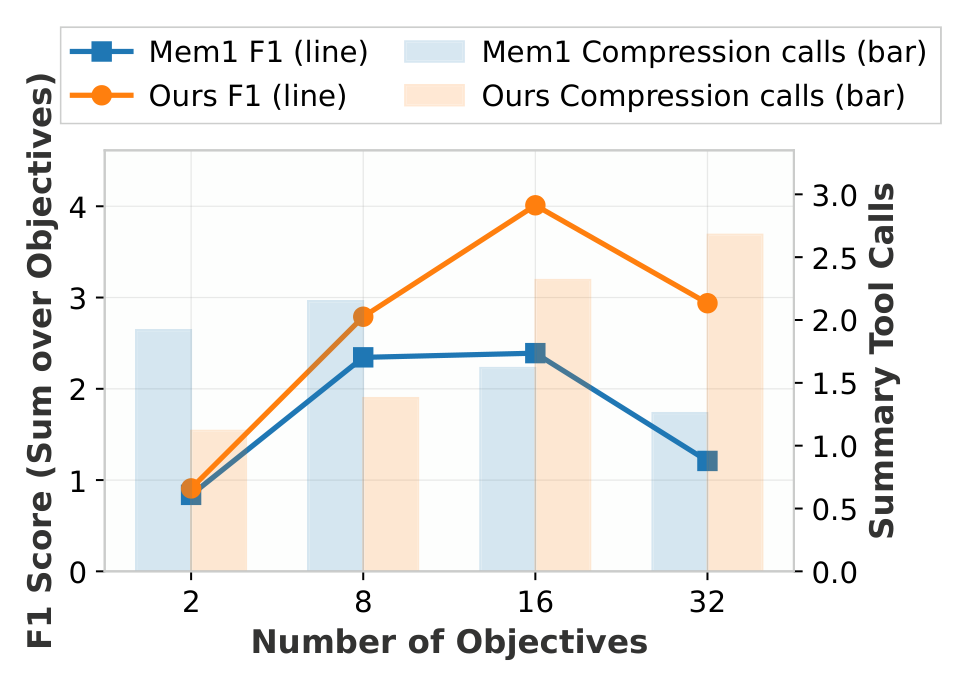 Mem1 F1 (line)
Ours F1 (line)
Mem1 Compression calls (bar)
Ours Compression calls (bar)
F1 Score (Sum over Objectives)
4
3
2
1
0
3.0
2.5
2.0
1.5
1.0
0.5
0.0
Summary Tool Calls
2 8 16 32
Number of Objectives